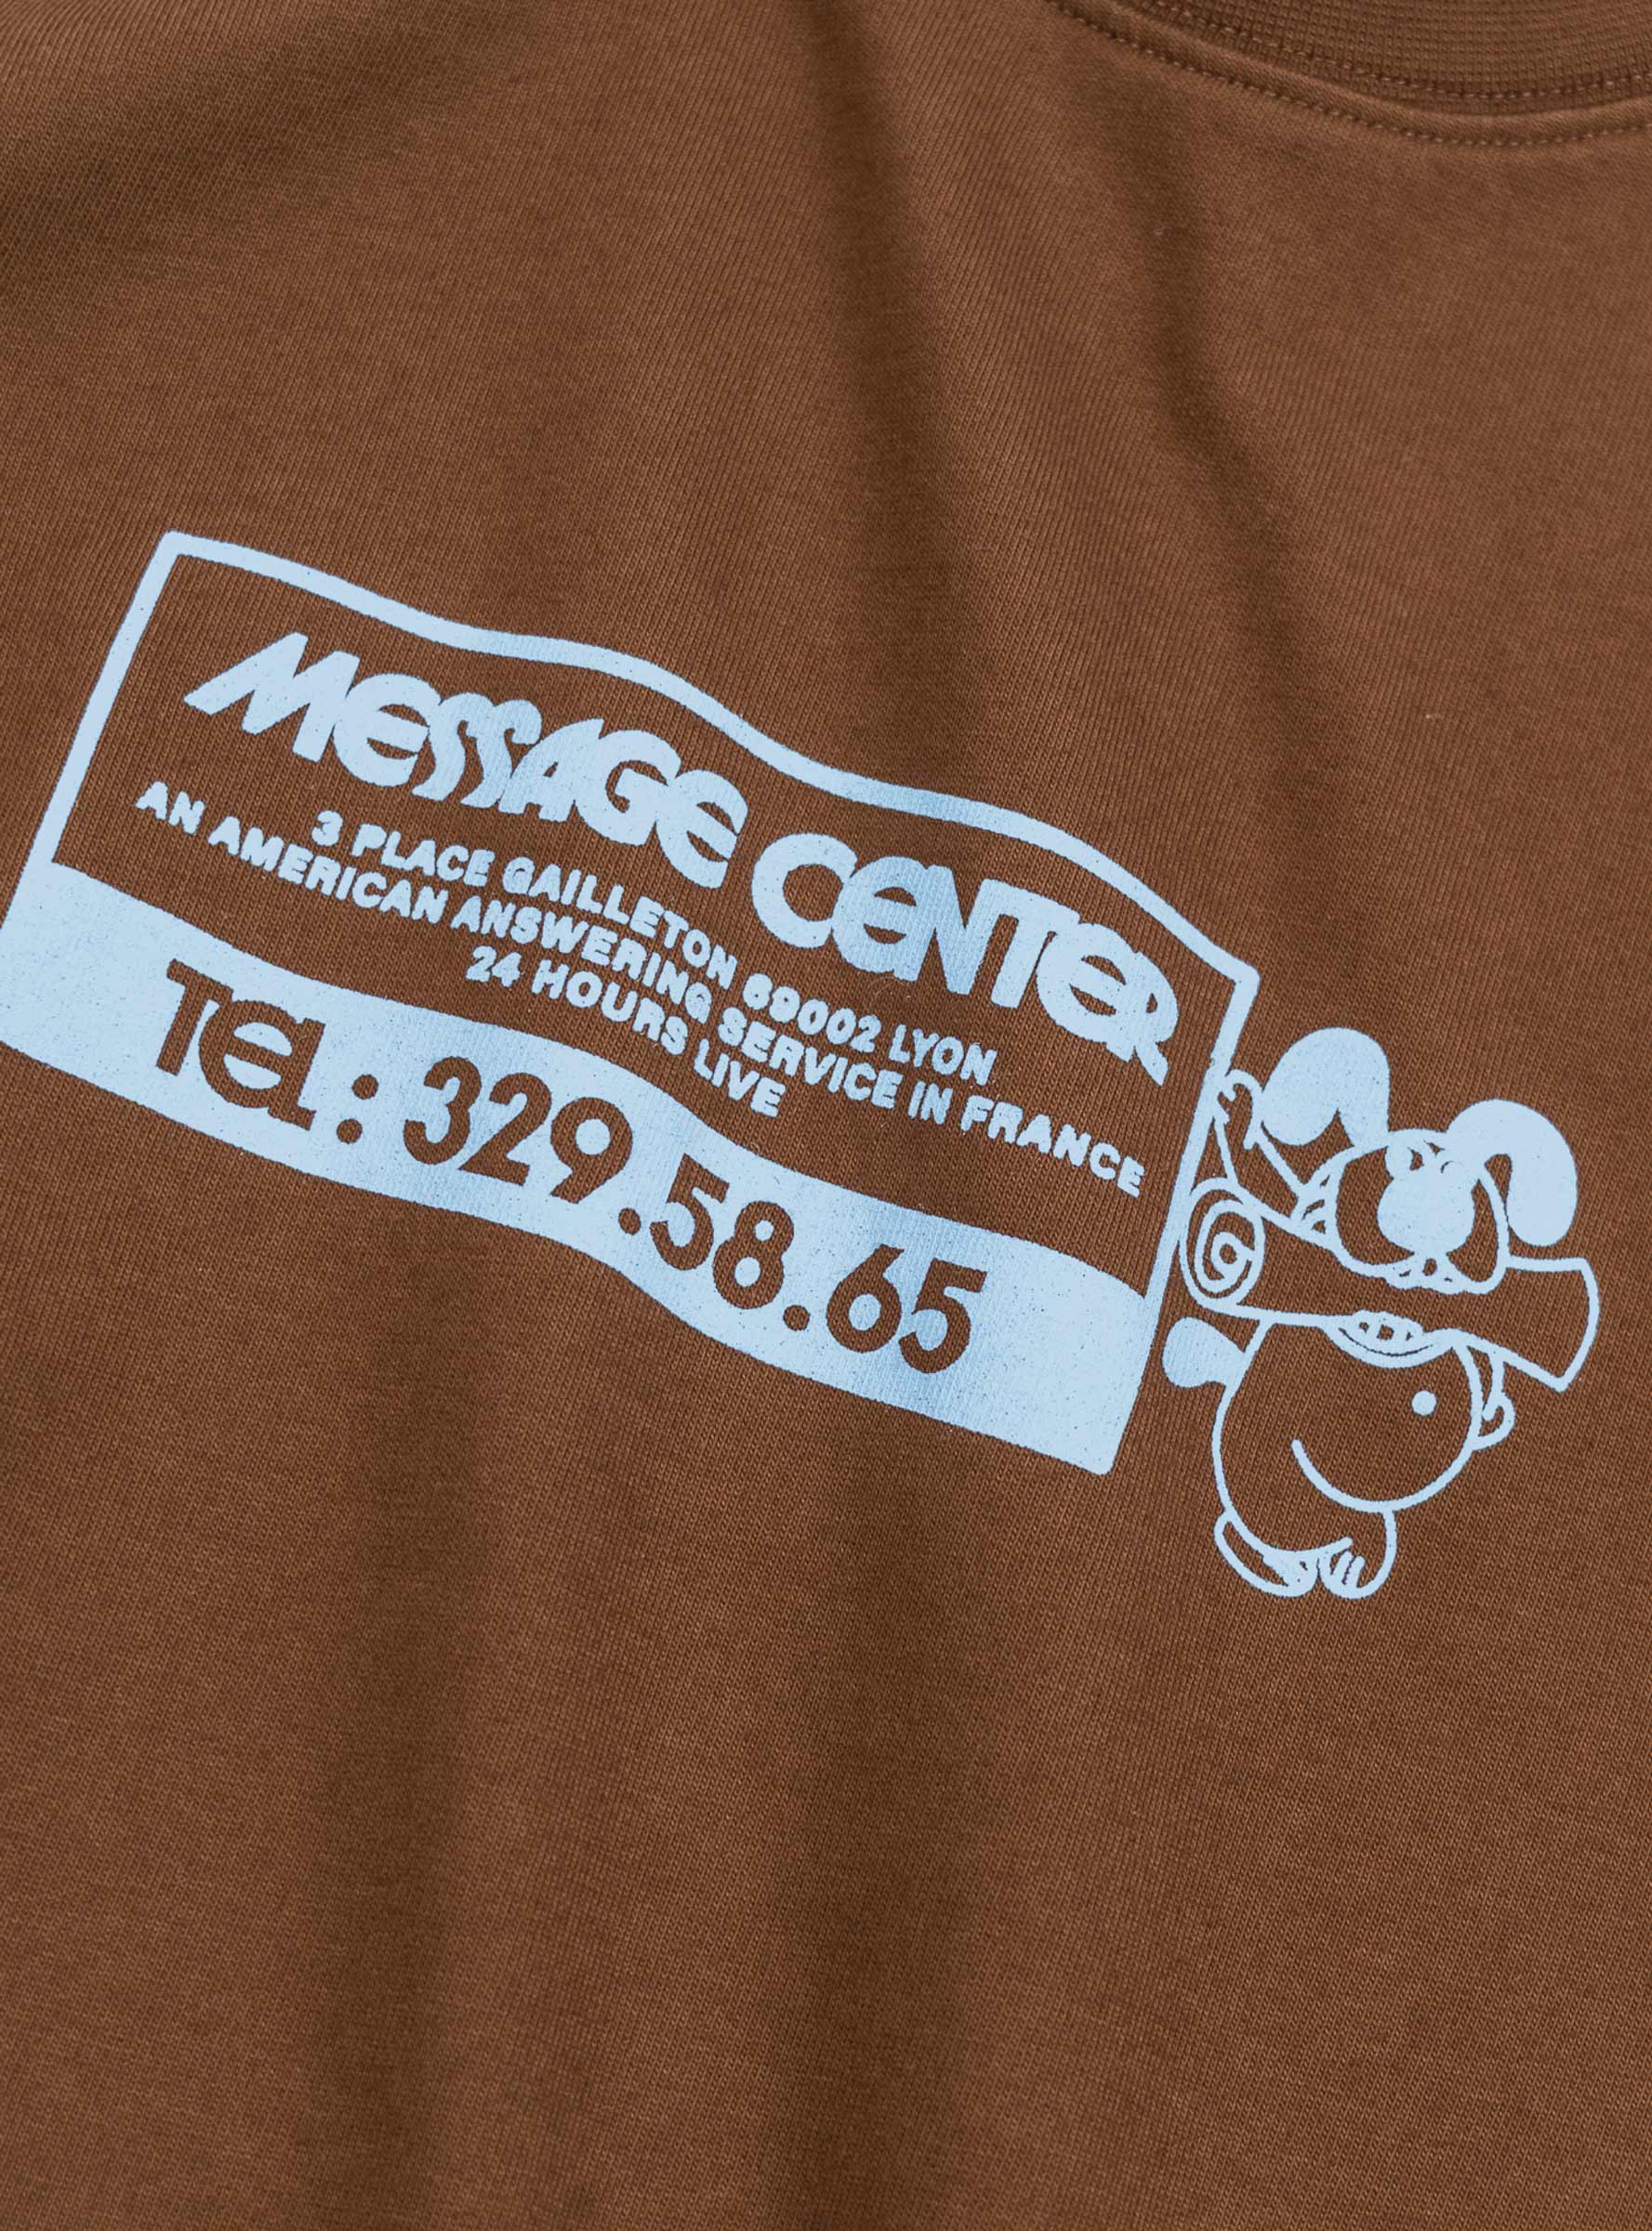 MESSAGE CENTER
3 PLACE GAILLETON 69002 LYON
AN AMERICAN ANSWERING SERVICE IN FRANCE
24 HOURS LIVE
TEL: 329.58.65